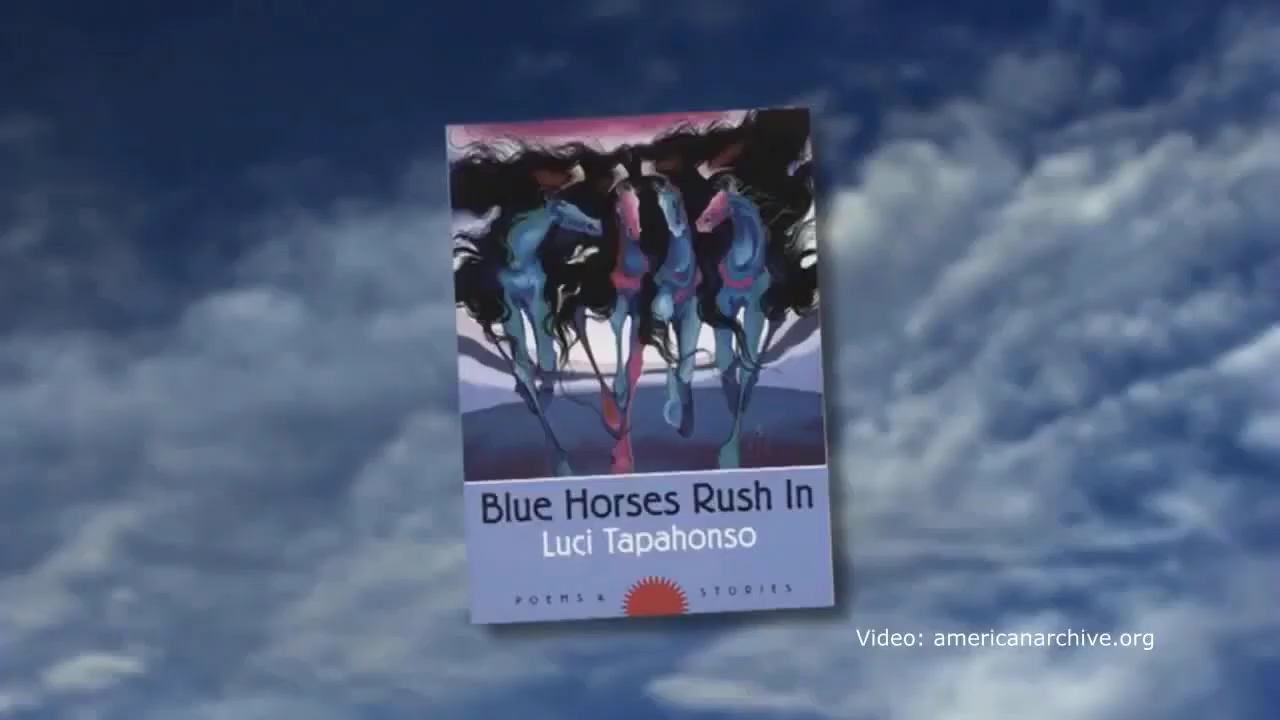 Blue Horses Rush In
Luci Tapahonso
POEMS & STORIES
Video: americanarchive.org